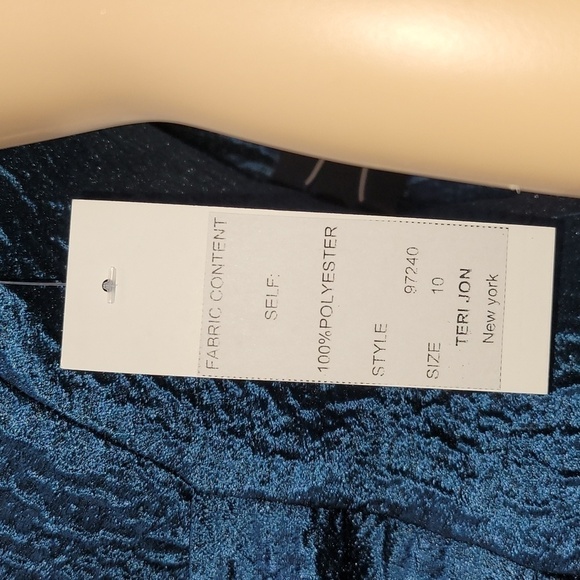 FABRIC CONTENT
SELF:
100%POLYESTER
STYLE 97240
SIZE 10
TERI JON
New york